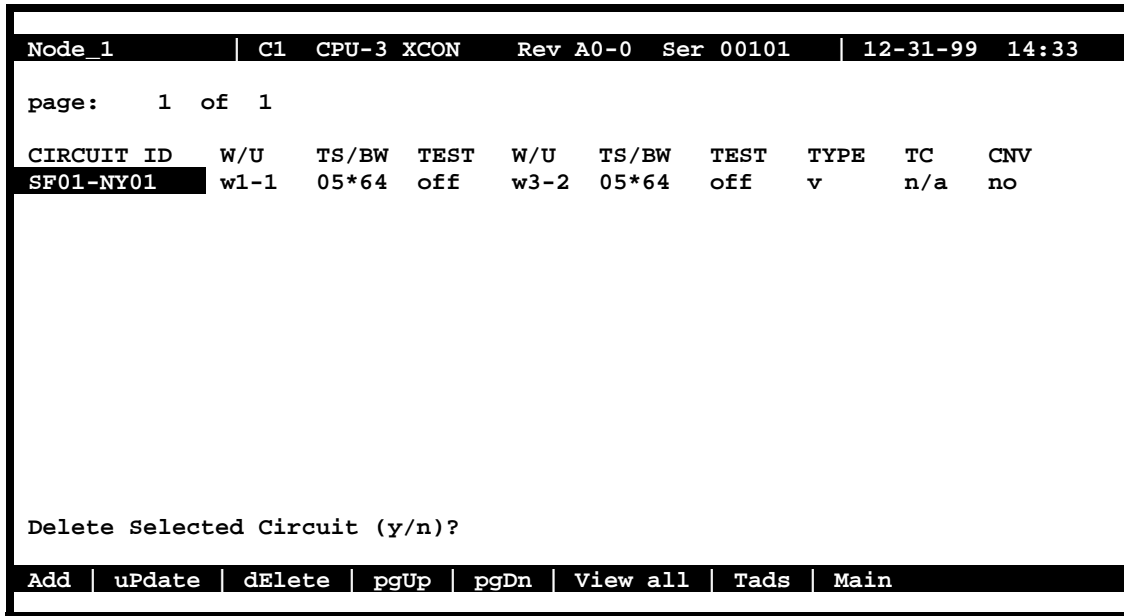 Node_1 | C1 CPU-3 XCON Rev A0-0 Ser 00101 | 12-31-99 14:33
page: 1 of 1
CIRCUIT ID W/U TS/BW TEST W/U TS/BW TEST TYPE TC CNV
SF01-NY01 w1-1 05*64 off w3-2 05*64 off v n/a no
Delete Selected Circuit (y/n)?
Add | uPdate | dElete | pgUp | pgDn | View all | Tads | Main